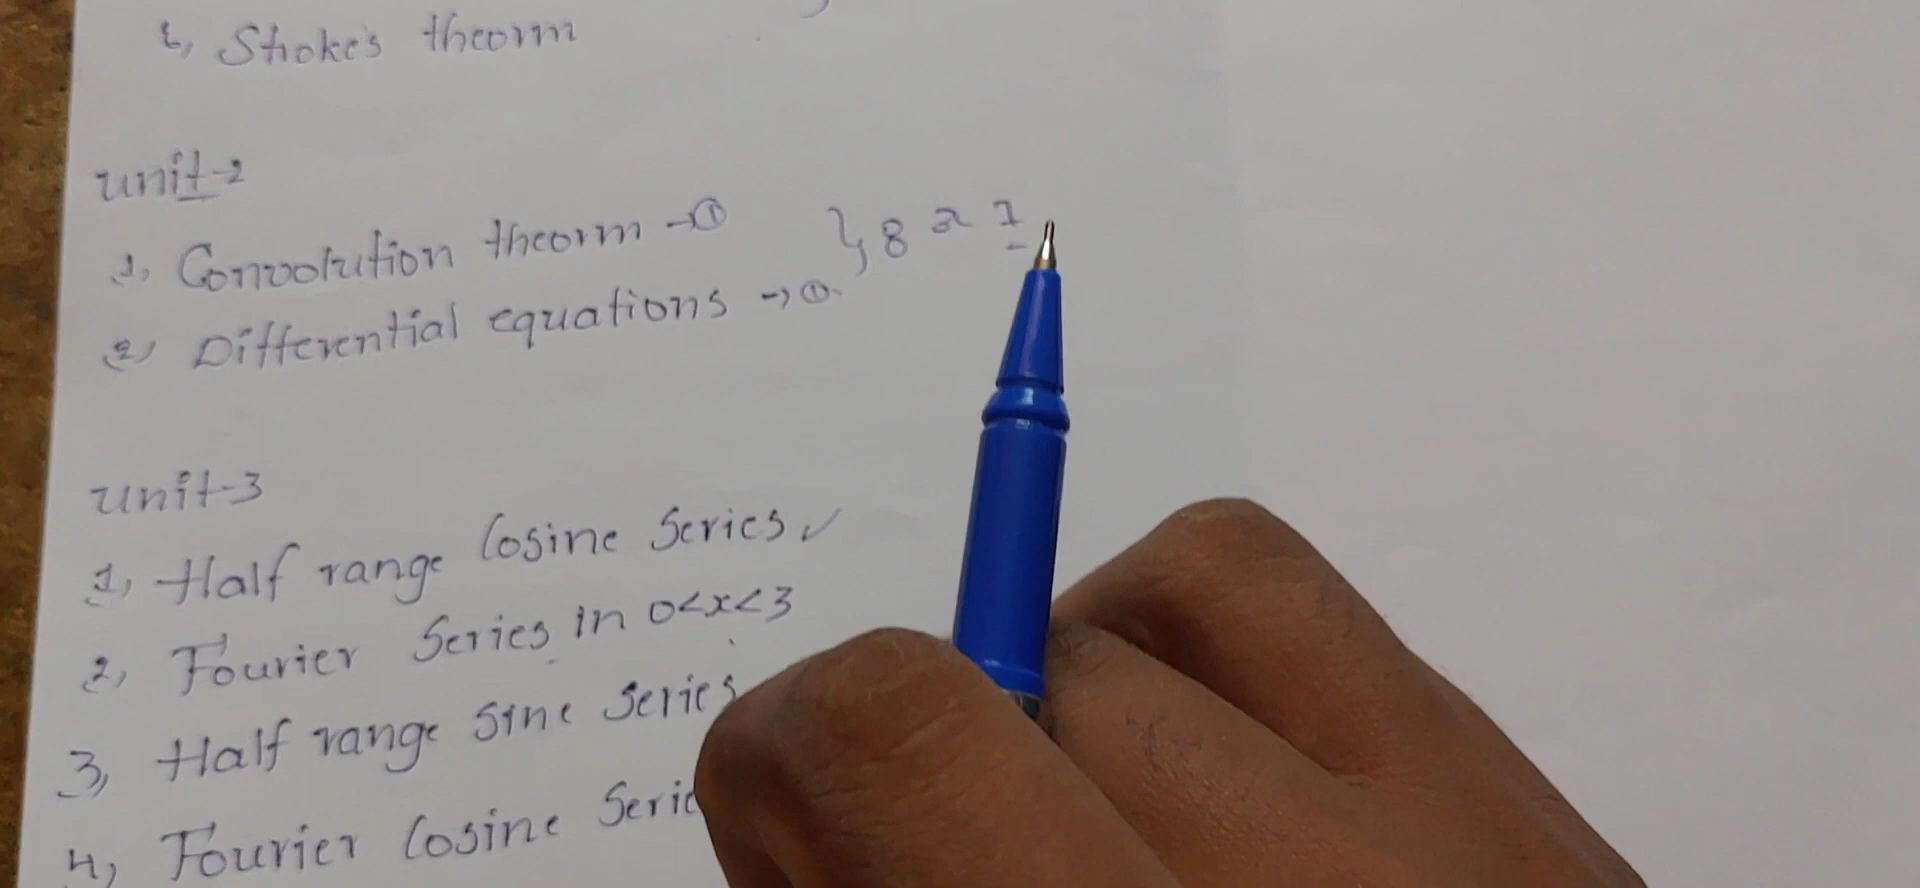 Stoke's theorm
unit-2
1, Convolution theorm →①
} 8 2 1
2, Differential equations →①
unit-3
1, Half range Cosine Series ✓
2, Fourier Series in 0<x<3
3, Half range sine Series
4, Fourier Cosine